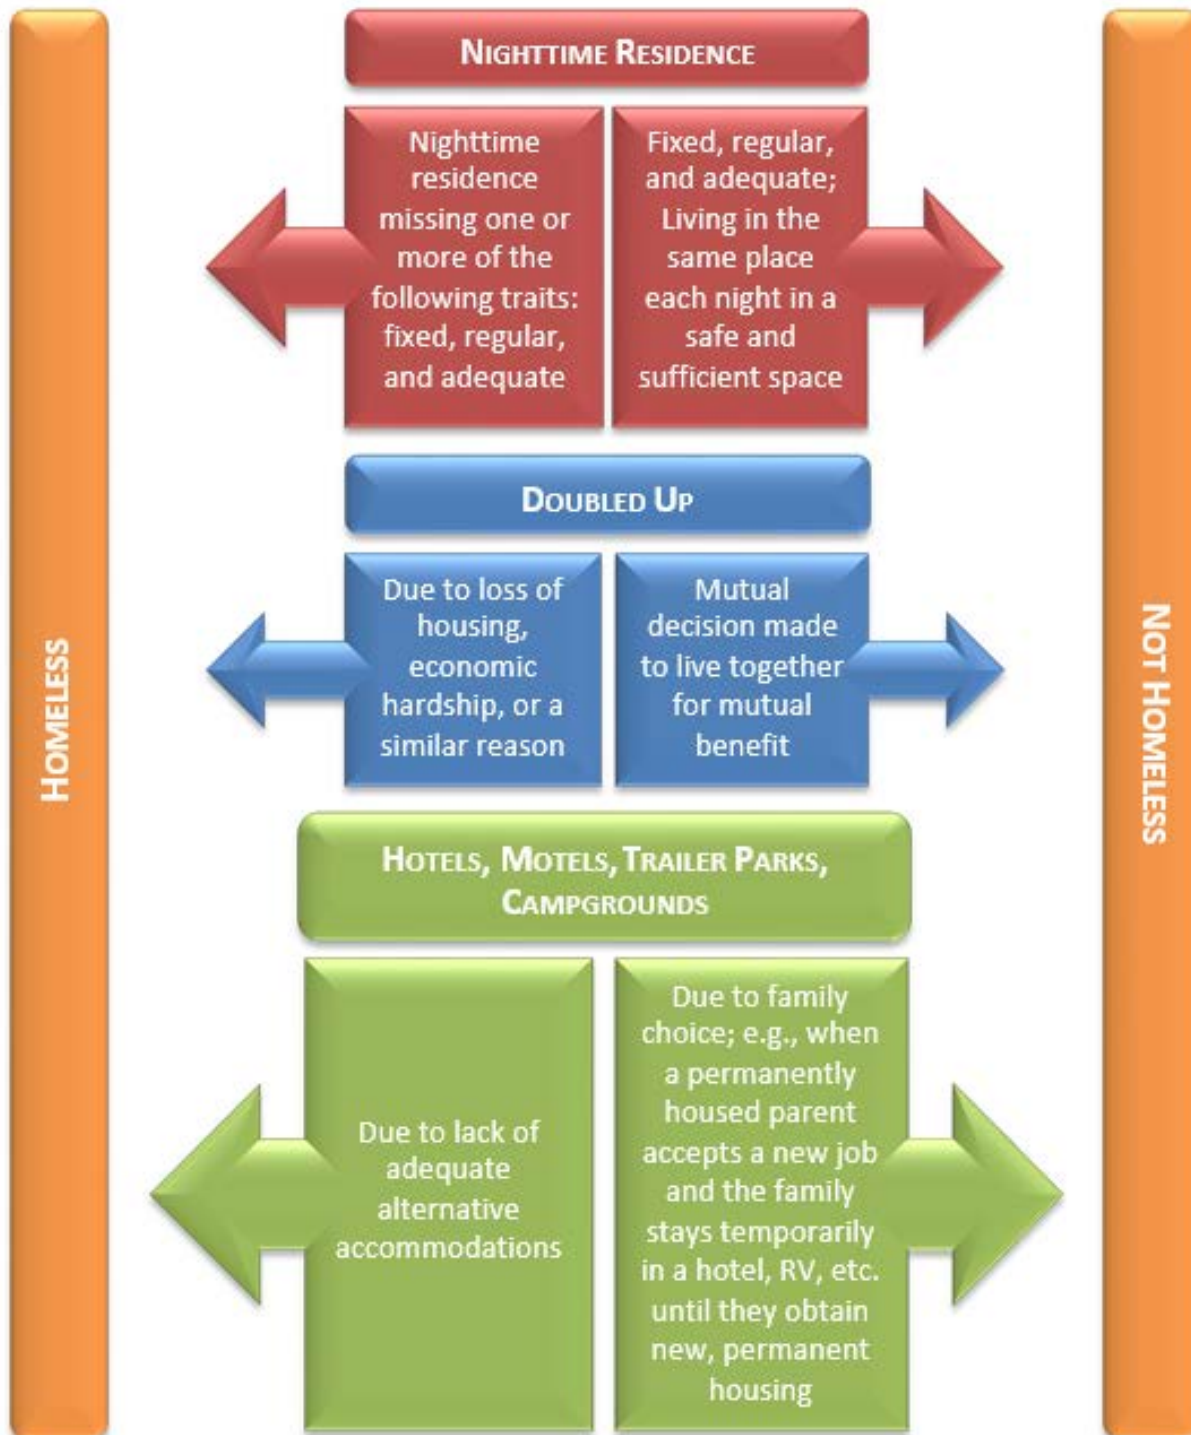 HOMELESS
NIGHTTIME RESIDENCE
Nighttime
residence
missing one or
more of the
following traits:
fixed, regular,
and adequate
Fixed, regular,
and adequate;
Living in the
same place
each night in a
safe and
sufficient space
DOUBLED UP
Due to loss of
housing,
economic
hardship, or a
similar reason
Mutual
decision made
to live together
for mutual
benefit
HOTELS, MOTELS, TRAILER PARKS,
CAMPGROUNDS
Due to lack of
adequate
alternative
accommodations
Due to family
choice; e.g., when
a permanently
housed parent
accepts a new job
and the family
stays temporarily
in a hotel, RV, etc.
until they obtain
new, permanent
housing
NOT HOMELESS